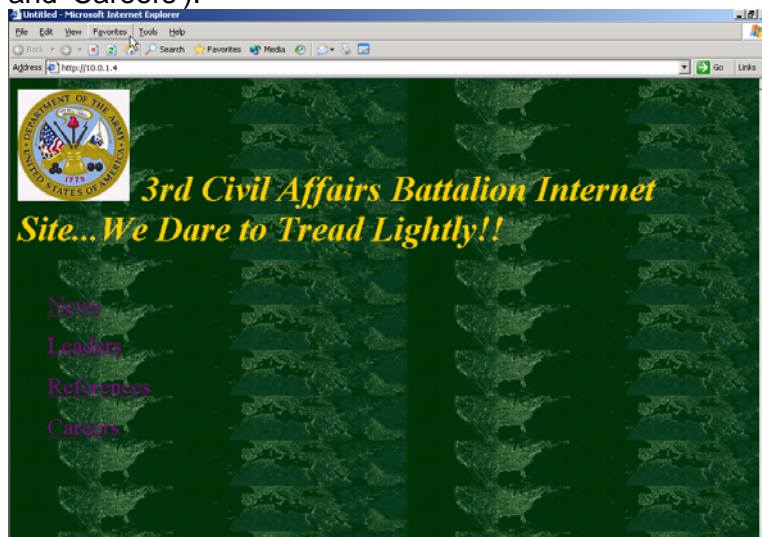 and 'Careers').
Untitled - Microsoft Internet Explorer
File Edit View Favorites Tools Help
Back Search Favorites Media
Address http://10.0.1.4 Go Links
DEPARTMENT OF THE ARMY
UNITED STATES OF AMERICA
1775
3rd Civil Affairs Battalion Internet
Site...We Dare to Tread Lightly!!
News
Leaders
References
Careers